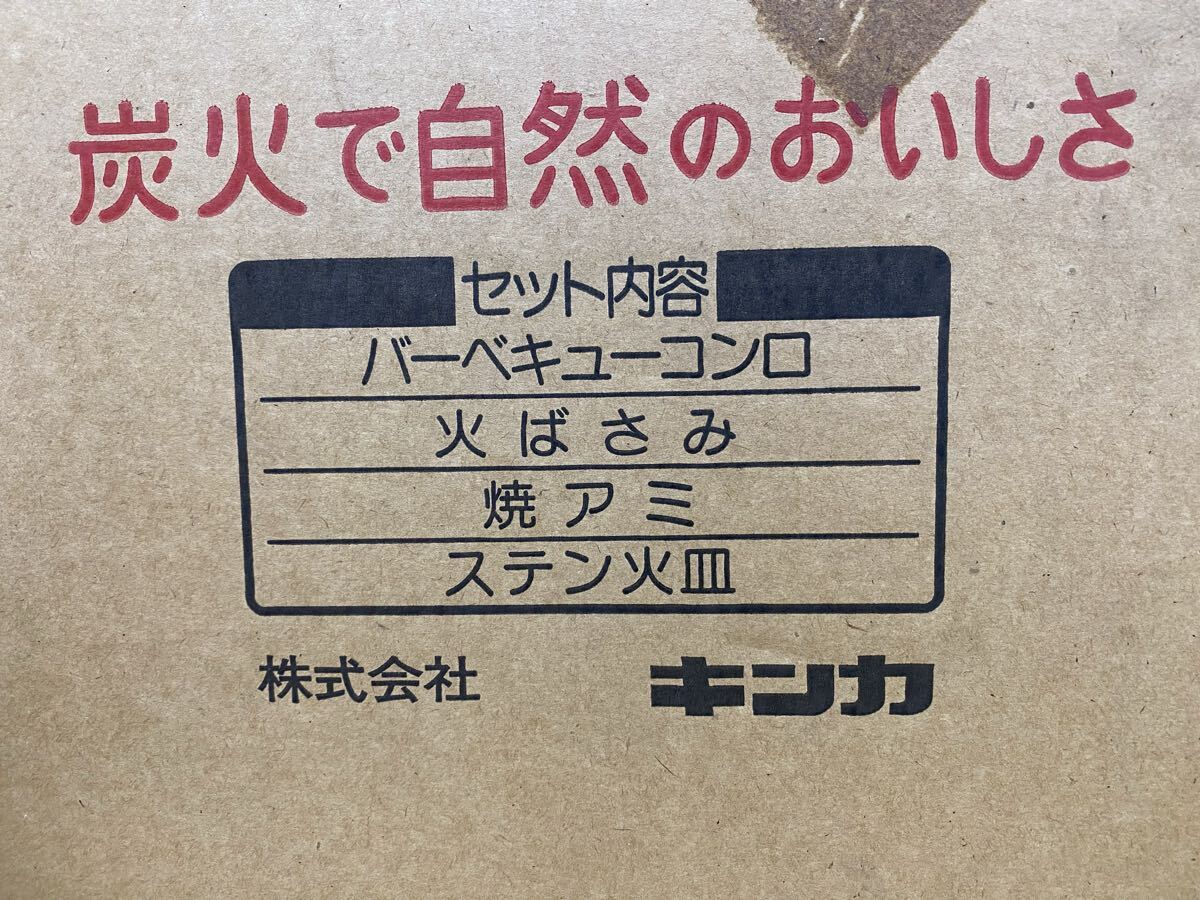 炭火で自然のおいしさ
セット内容
バーベキューコンロ
火ばさみ
焼アミ
ステン火皿
株式会社 キンカ